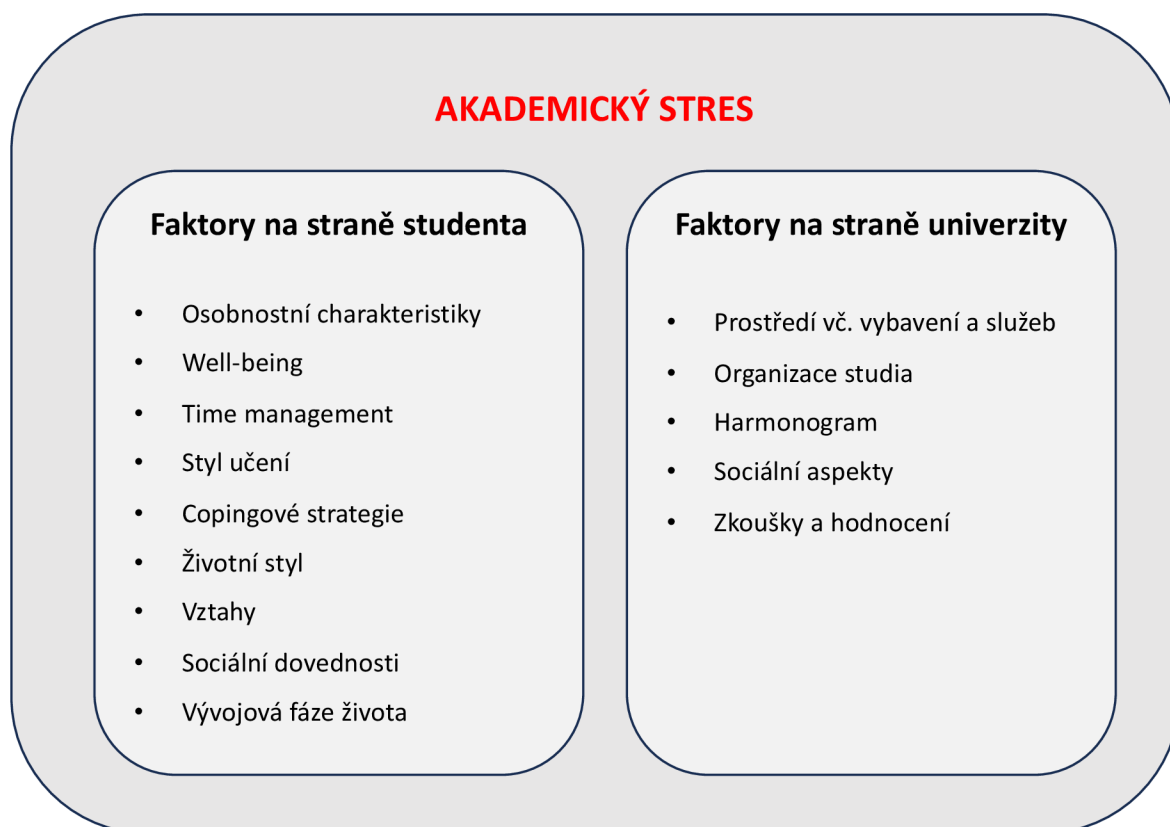 AKADEMICKÝ STRES
Faktory na straně studenta
• Osobnostní charakteristiky
• Well-being
• Time management
• Styl učení
• Copingové strategie
• Životní styl
• Vztahy
• Sociální dovednosti
• Vývojová fáze života
Faktory na straně univerzity
• Prostředí vč. vybavení a služeb
• Organizace studia
• Harmonogram
• Sociální aspekty
• Zkoušky a hodnocení